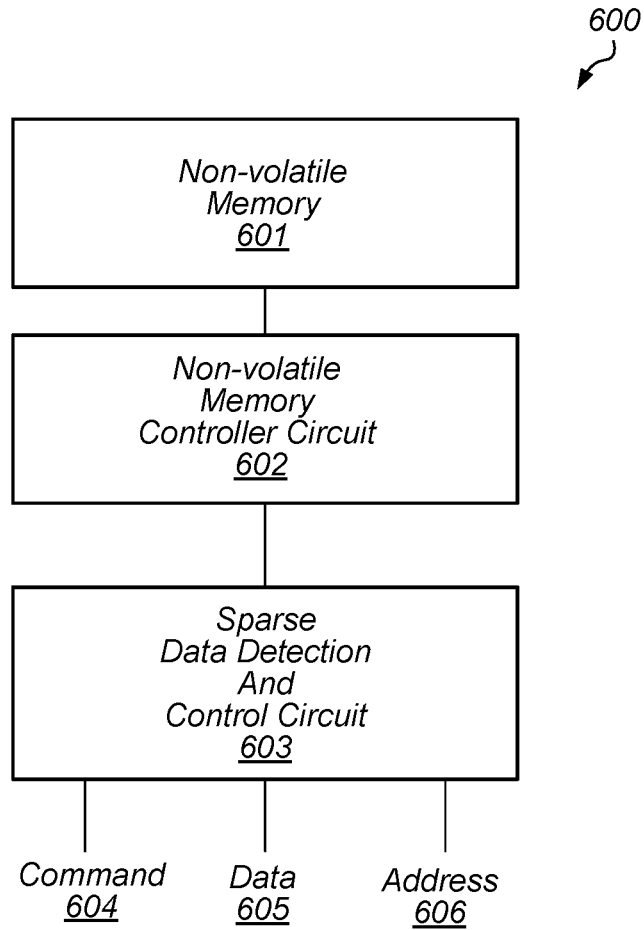 600
Non-volatile
Memory
601
Non-volatile
Memory
Controller Circuit
602
Sparse
Data Detection
And
Control Circuit
603
Command Data Address
604 605 606